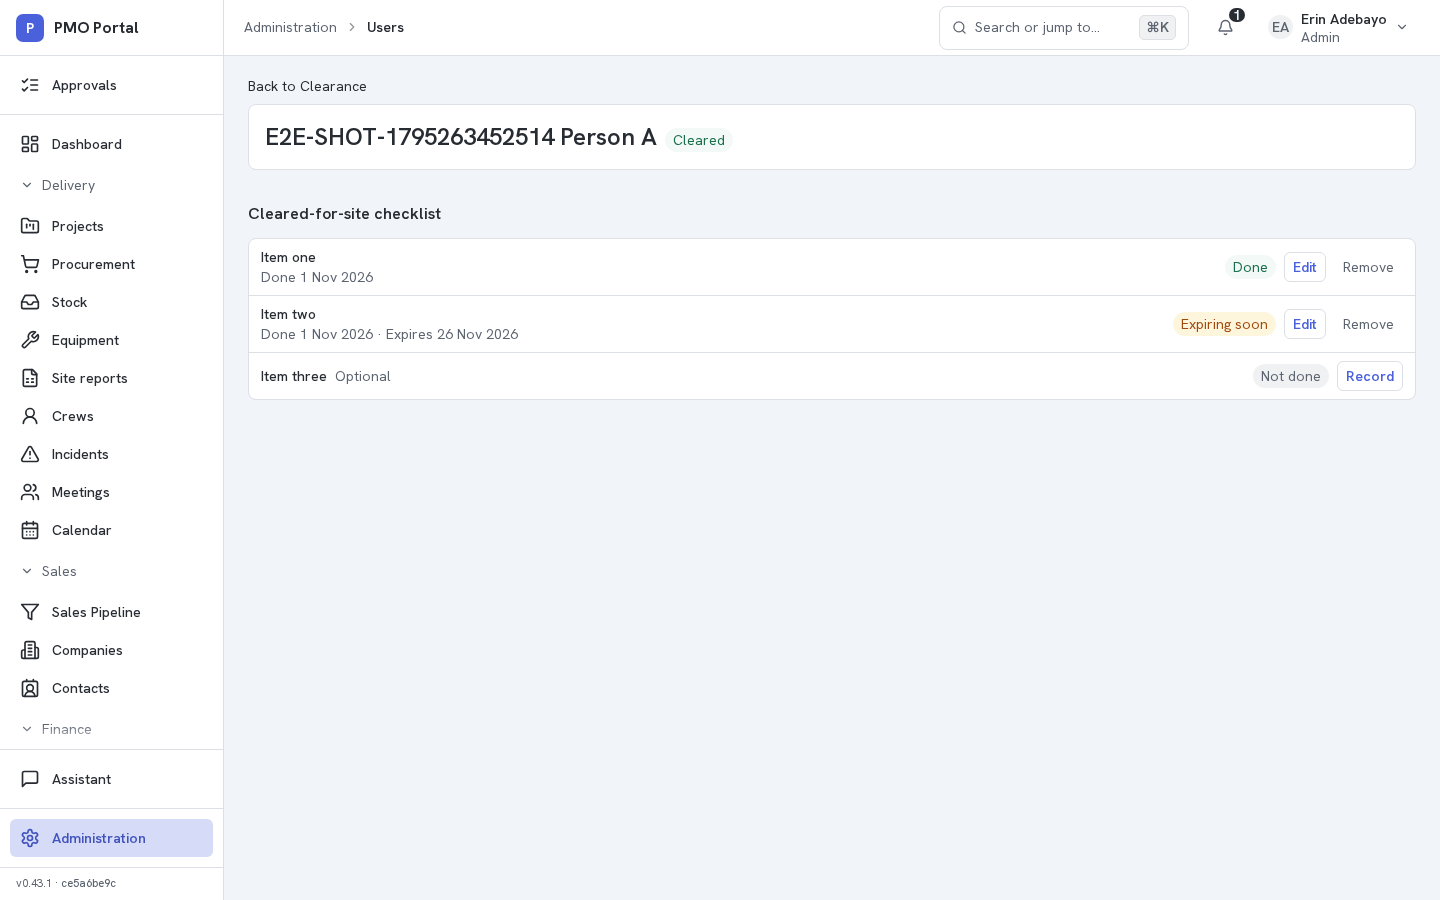 P PMO Portal
Administration > Users
Search or jump to... ⌘K
1
EA Erin Adebayo
Admin
Approvals
Dashboard
Delivery
Projects
Procurement
Stock
Equipment
Site reports
Crews
Incidents
Meetings
Calendar
Sales
Sales Pipeline
Companies
Contacts
Finance
Assistant
Administration
v0.43.1 · ce5a6be9c
Back to Clearance
E2E-SHOT-1795263452514 Person A Cleared
Cleared-for-site checklist
Item one
Done 1 Nov 2026
Done Edit Remove
Item two
Done 1 Nov 2026 · Expires 26 Nov 2026
Expiring soon Edit Remove
Item three Optional
Not done Record